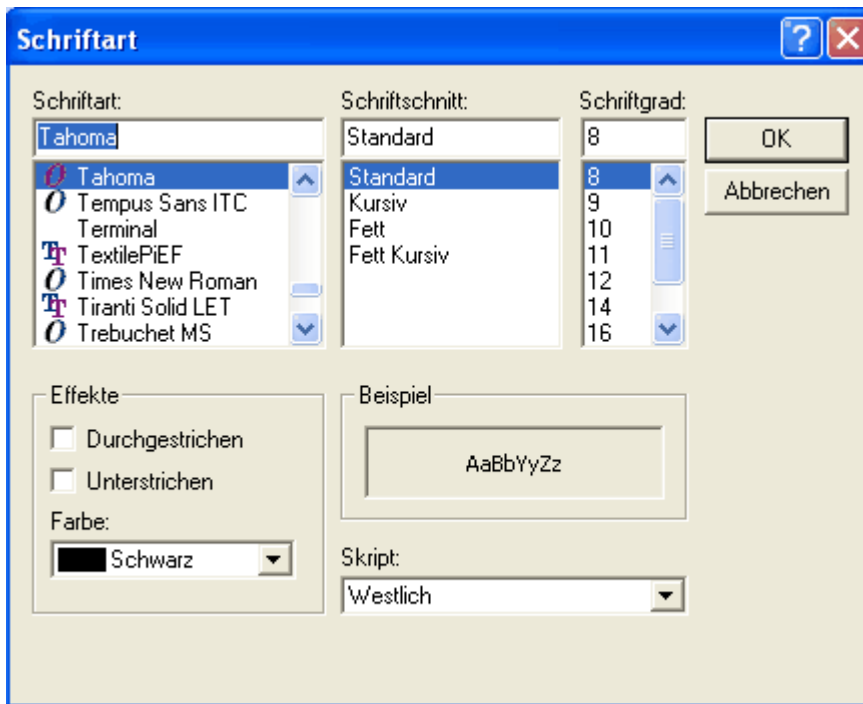 Schriftart
Schriftart:
Tahoma
Tahoma
Tempus Sans ITC
Terminal
TextilePiEF
Times New Roman
Tiranti Solid LET
Trebuchet MS
Schriftschnitt:
Standard
Standard
Kursiv
Fett
Fett Kursiv
Schriftgrad:
8
8
9
10
11
12
14
16
OK
Abbrechen
Effekte
Durchgestrichen
Unterstrichen
Farbe:
Schwarz
Beispiel
AaBbYyZz
Skript:
Westlich